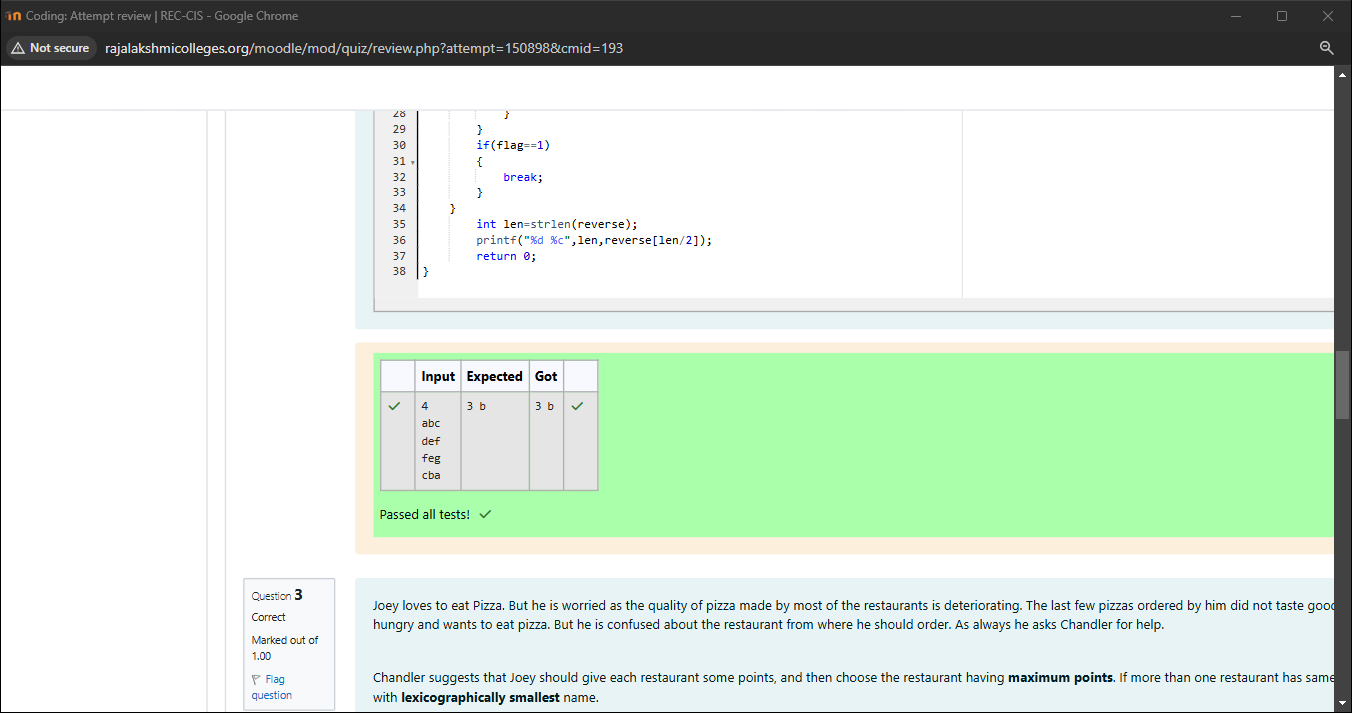 Coding: Attempt review | REC-CIS - Google Chrome
Not secure rajalakshmicolleges.org/moodle/mod/quiz/review.php?attempt=150898&cmid=193
28 }
29 }
30 if(flag==1)
31 {
32 break;
33 }
34 }
35 int len=strlen(reverse);
36 printf("%d %c",len,reverse[len/2]);
37 return 0;
38 }
Input Expected Got
4 3 b 3 b
abc
def
feg
cba
Passed all tests!
Question 3
Correct
Marked out of
1.00
Flag
question
Joey loves to eat Pizza. But he is worried as the quality of pizza made by most of the restaurants is deteriorating. The last few pizzas ordered by him did not taste good
hungry and wants to eat pizza. But he is confused about the restaurant from where he should order. As always he asks Chandler for help.
Chandler suggests that Joey should give each restaurant some points, and then choose the restaurant having maximum points. If more than one restaurant has same
with lexicographically smallest name.